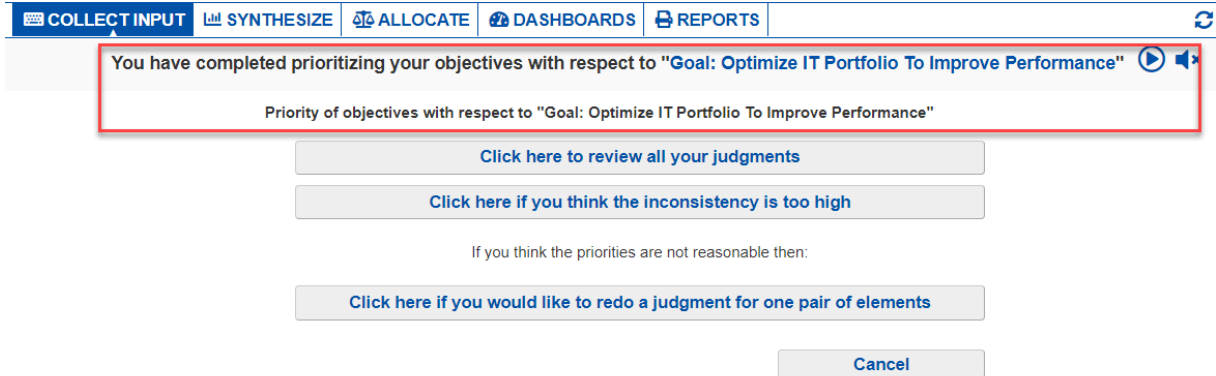 COLLECT INPUT SYNTHESIZE ALLOCATE DASHBOARDS REPORTS
You have completed prioritizing your objectives with respect to "Goal: Optimize IT Portfolio To Improve Performance"
Priority of objectives with respect to "Goal: Optimize IT Portfolio To Improve Performance"
Click here to review all your judgments
Click here if you think the inconsistency is too high
If you think the priorities are not reasonable then:
Click here if you would like to redo a judgment for one pair of elements
Cancel